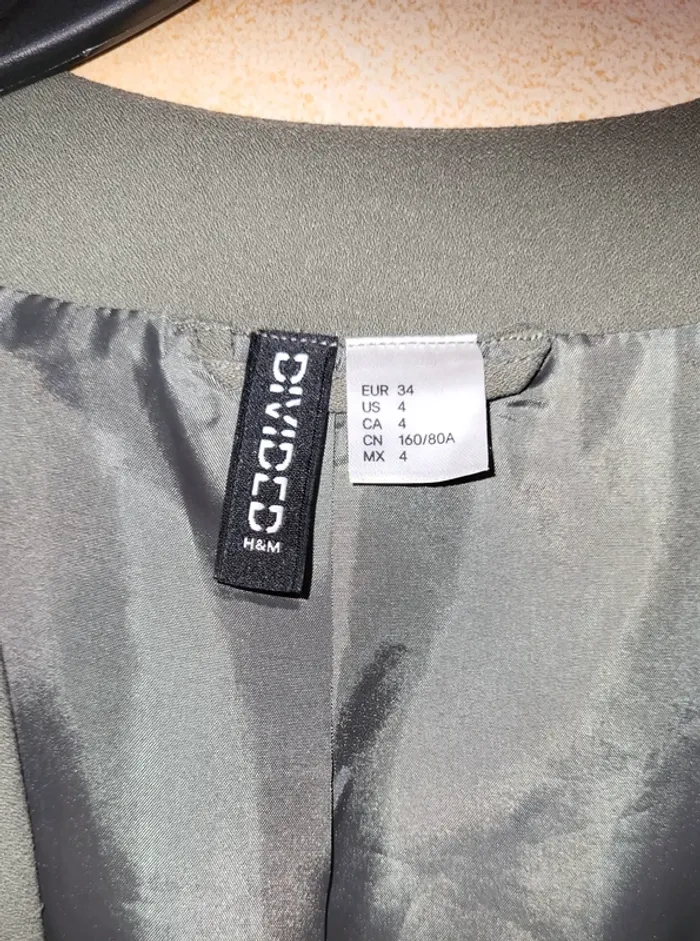 DIVIDED
H&M
EUR 34
US 4
CA 4
CN 160/80A
MX 4